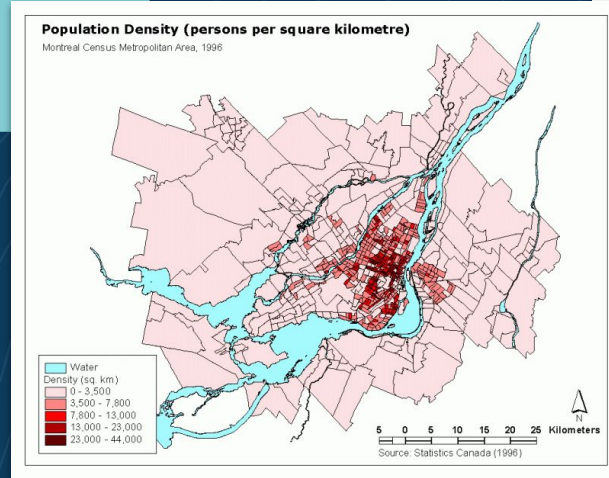 Population Density (persons per square kilometre)
Montreal Census Metropolitan Area, 1996
Water
Density (sq. km)
0 - 3,500
3,500 - 7,800
7,800 - 13,000
13,000 - 23,000
23,000 - 44,000
N
5 0 5 10 15 20 25 Kilometers
Source: Statistics Canada (1996)